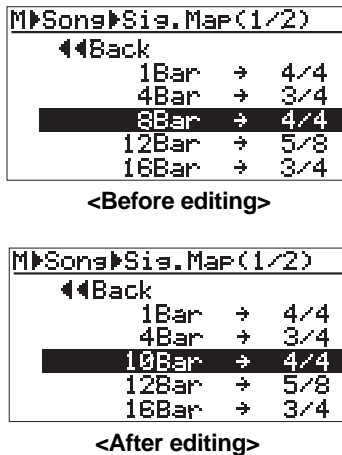 M▶Song▶Sig.Map(1/2)
◀◀Back
1Bar → 4/4
4Bar → 3/4
8Bar → 4/4
12Bar → 5/8
16Bar → 3/4
<Before editing>
M▶Song▶Sig.Map(1/2)
◀◀Back
1Bar → 4/4
4Bar → 3/4
10Bar → 4/4
12Bar → 5/8
16Bar → 3/4
<After editing>